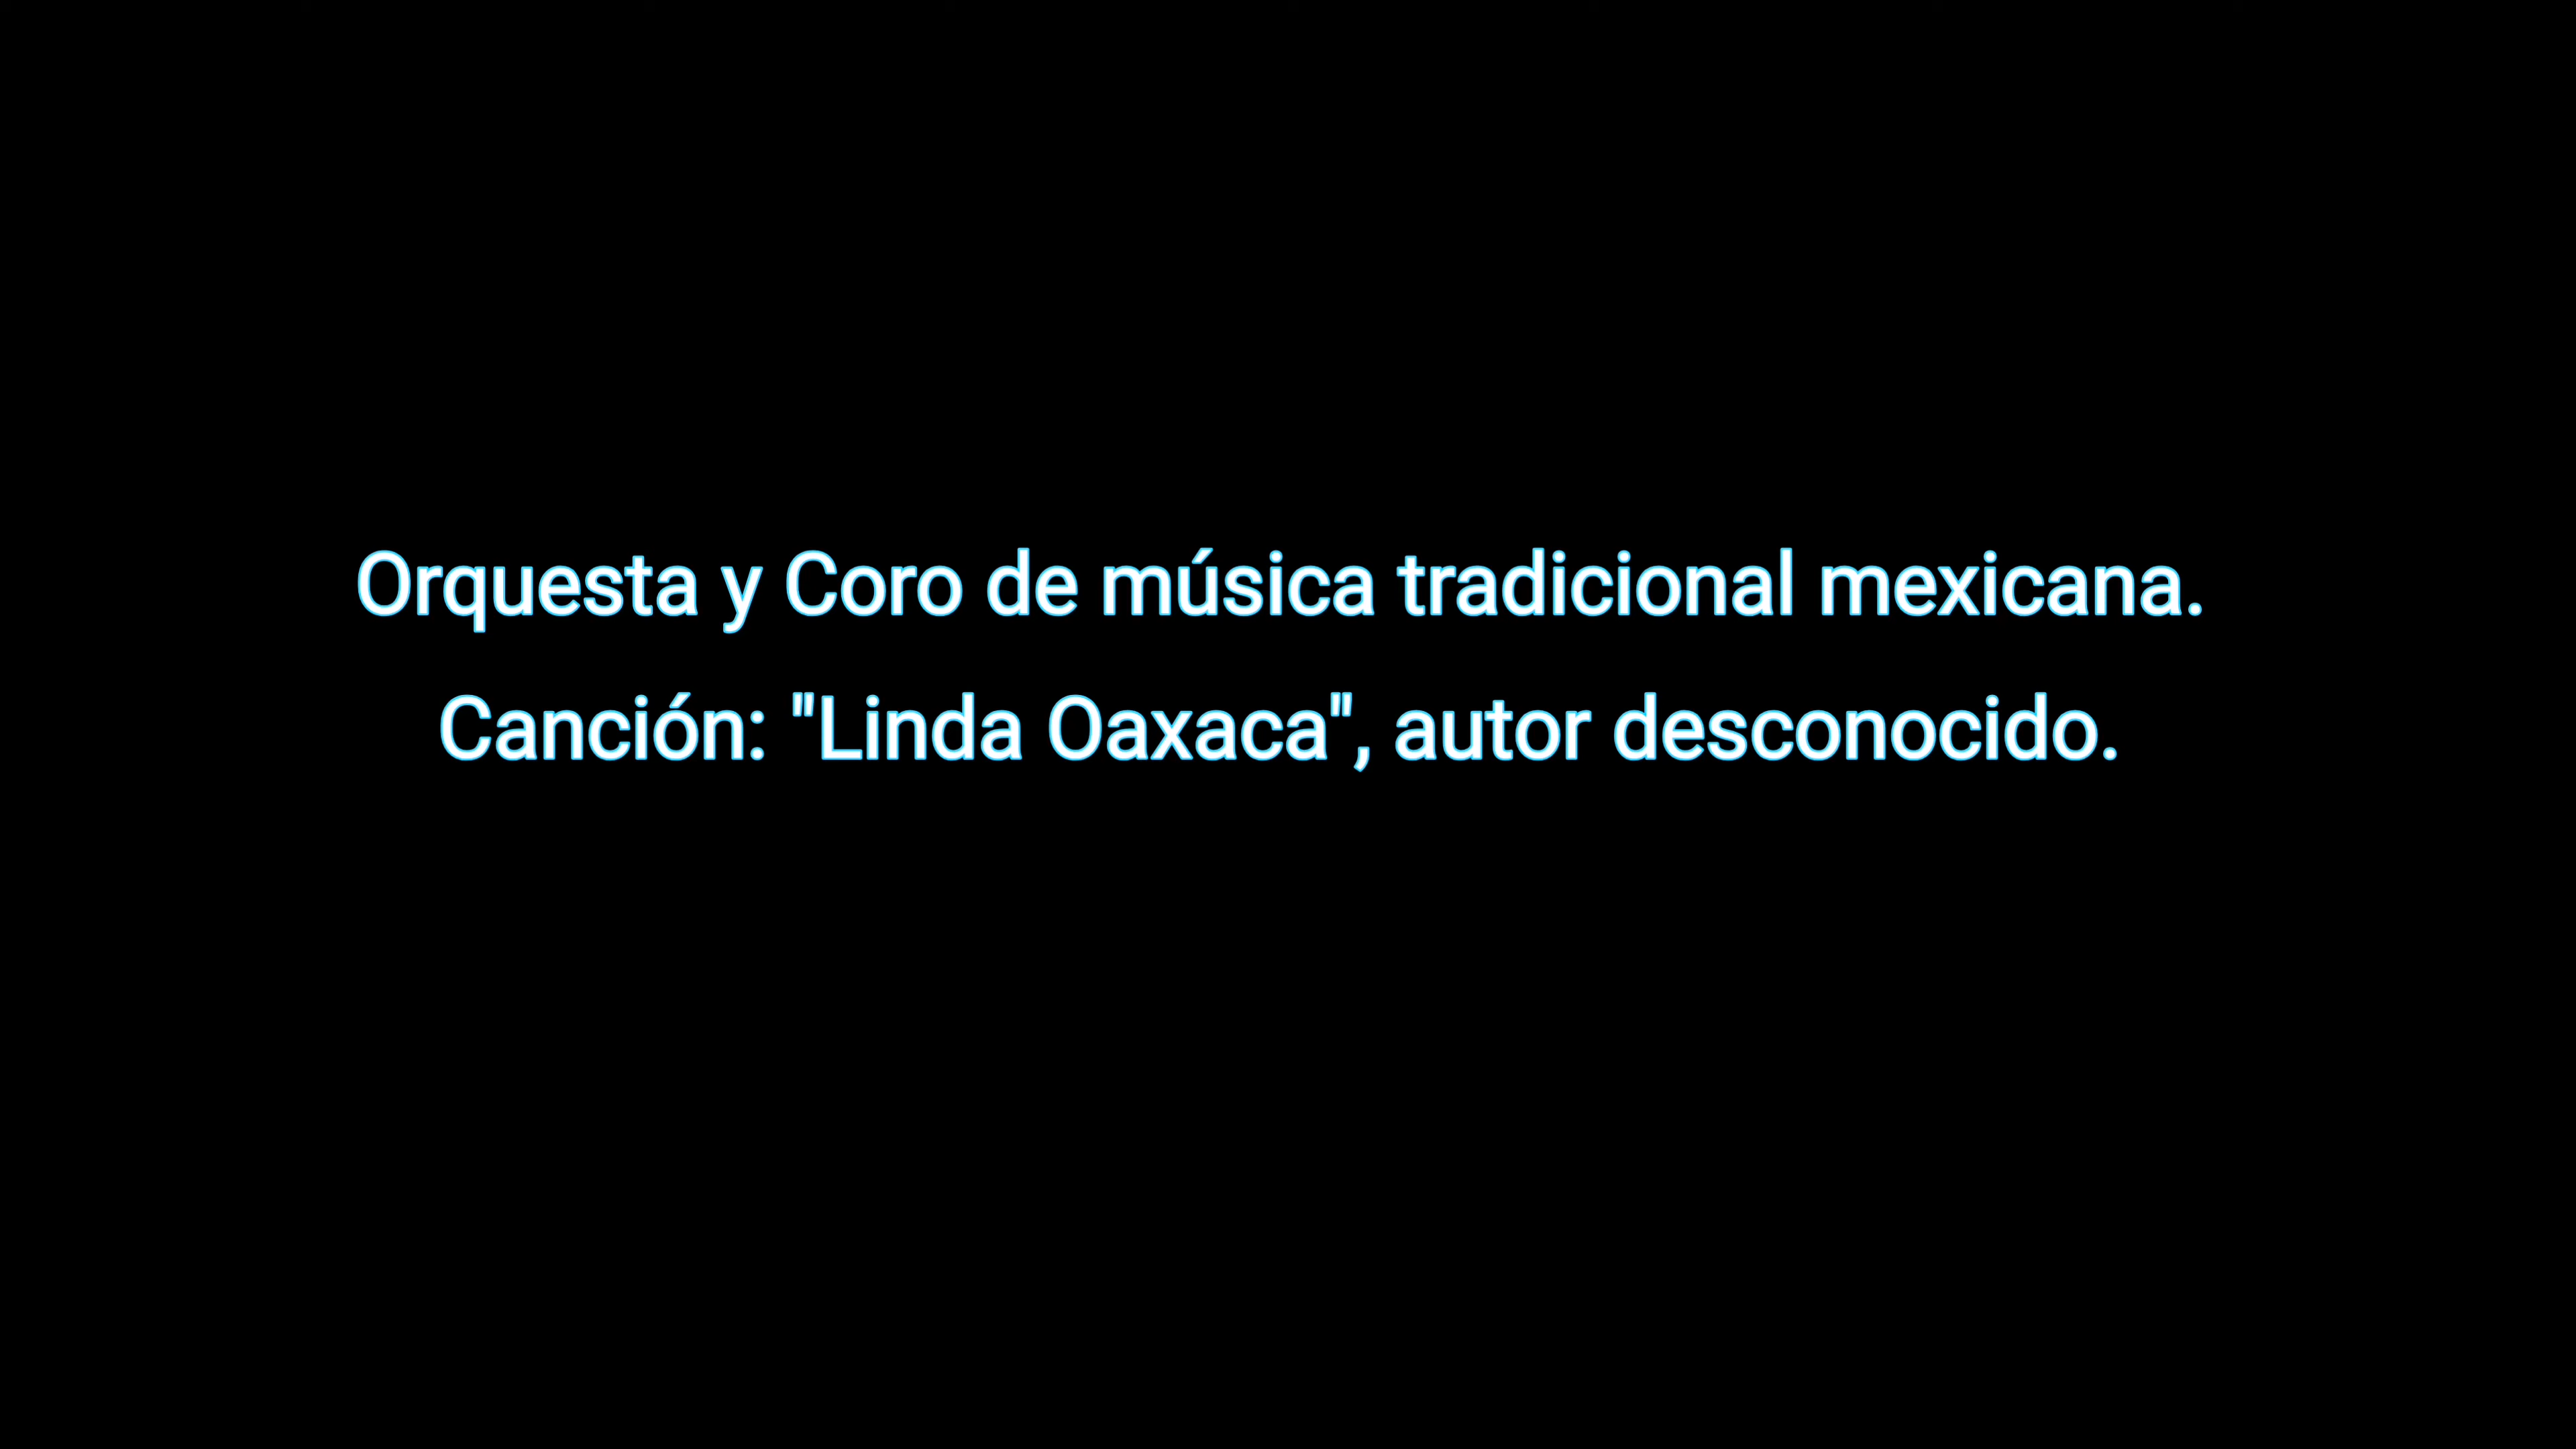 Orquesta y Coro de música tradicional mexicana.
Canción: "Linda Oaxaca", autor desconocido.